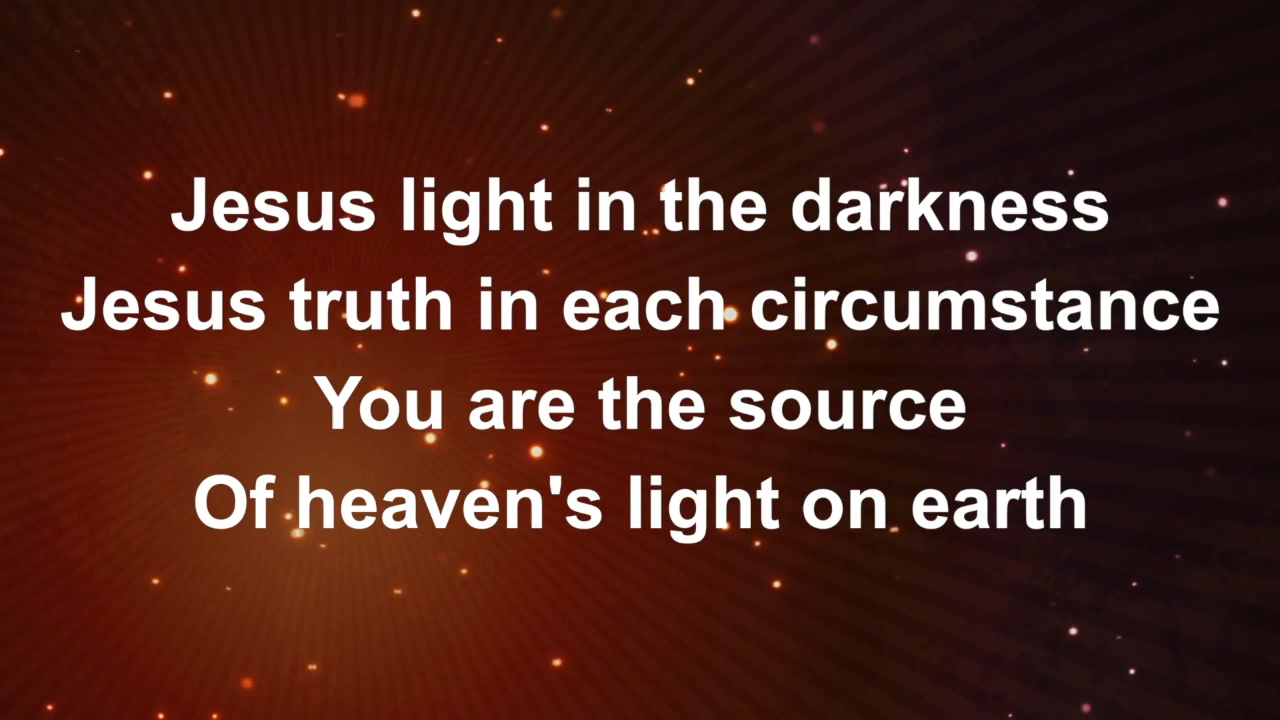 Jesus light in the darkness
Jesus truth in each circumstance
You are the source
Of heaven's light on earth